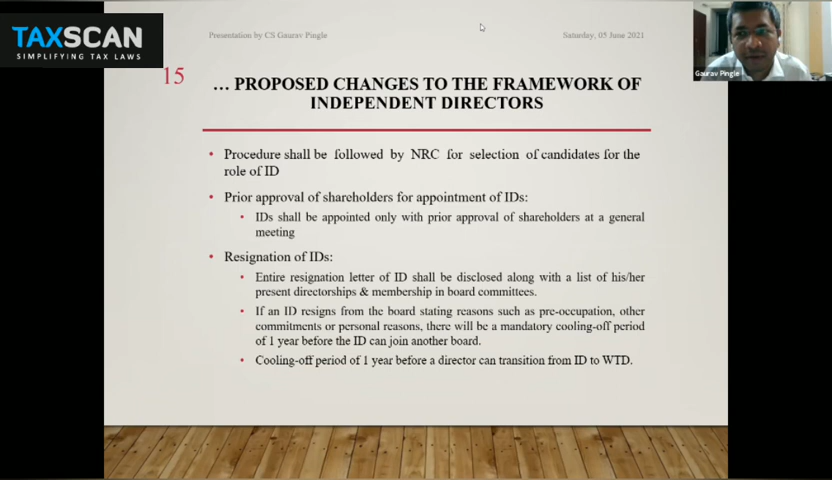 TAXSCAN
SIMPLIFYING TAX LAWS
Presentation by CS Gaurav Pingle
Saturday, 05 June 2021
Gaurav Pingle
15
… PROPOSED CHANGES TO THE FRAMEWORK OF
INDEPENDENT DIRECTORS
• Procedure shall be followed by NRC for selection of candidates for the
role of ID
• Prior approval of shareholders for appointment of IDs:
• IDs shall be appointed only with prior approval of shareholders at a general
meeting
• Resignation of IDs:
• Entire resignation letter of ID shall be disclosed along with a list of his/her
present directorships & membership in board committees.
• If an ID resigns from the board stating reasons such as pre-occupation, other
commitments or personal reasons, there will be a mandatory cooling-off period
of 1 year before the ID can join another board.
• Cooling-off period of 1 year before a director can transition from ID to WTD.